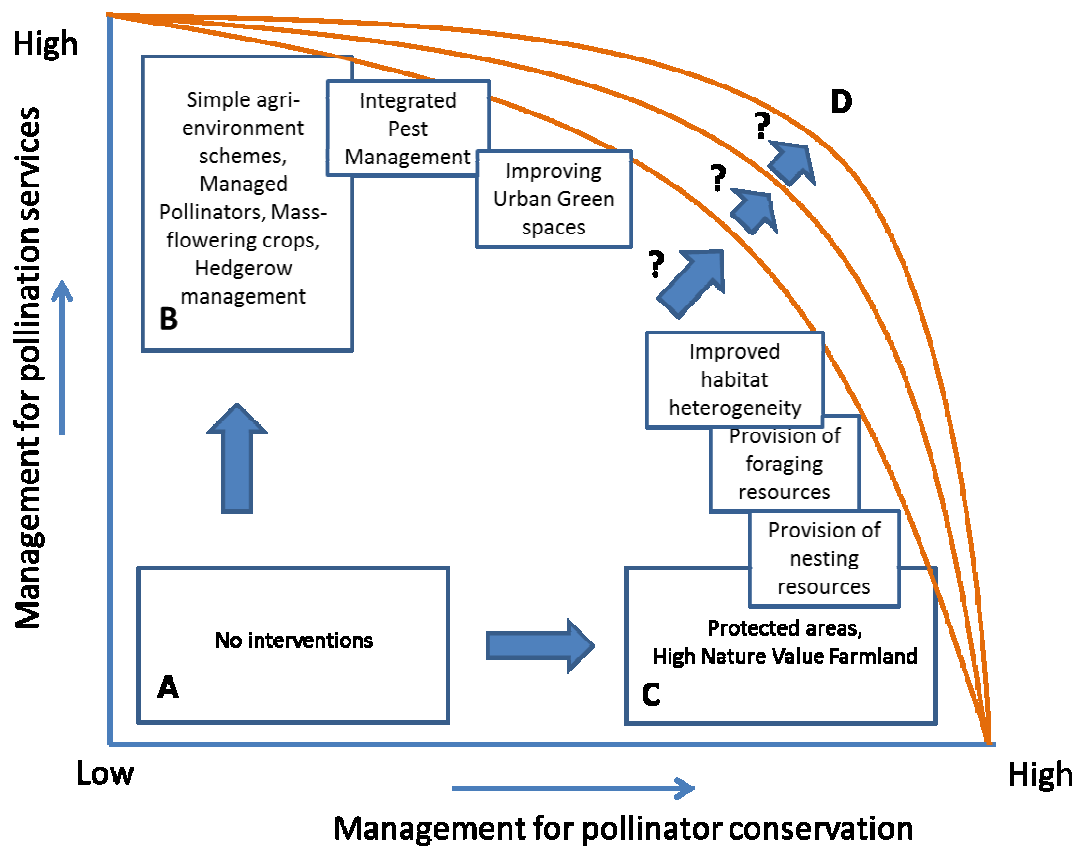 High
Management for pollination services
Simple agri-
environment
schemes,
Managed
Pollinators, Mass-
flowering crops,
Hedgerow
management
B
Integrated
Pest
Management
Improving
Urban Green
spaces
D
?
?
?
Improved
habitat
heterogeneity
Provision of
foraging
resources
Provision of
nesting
resources
No interventions
A
Protected areas,
High Nature Value Farmland
C
Low
High
Management for pollinator conservation